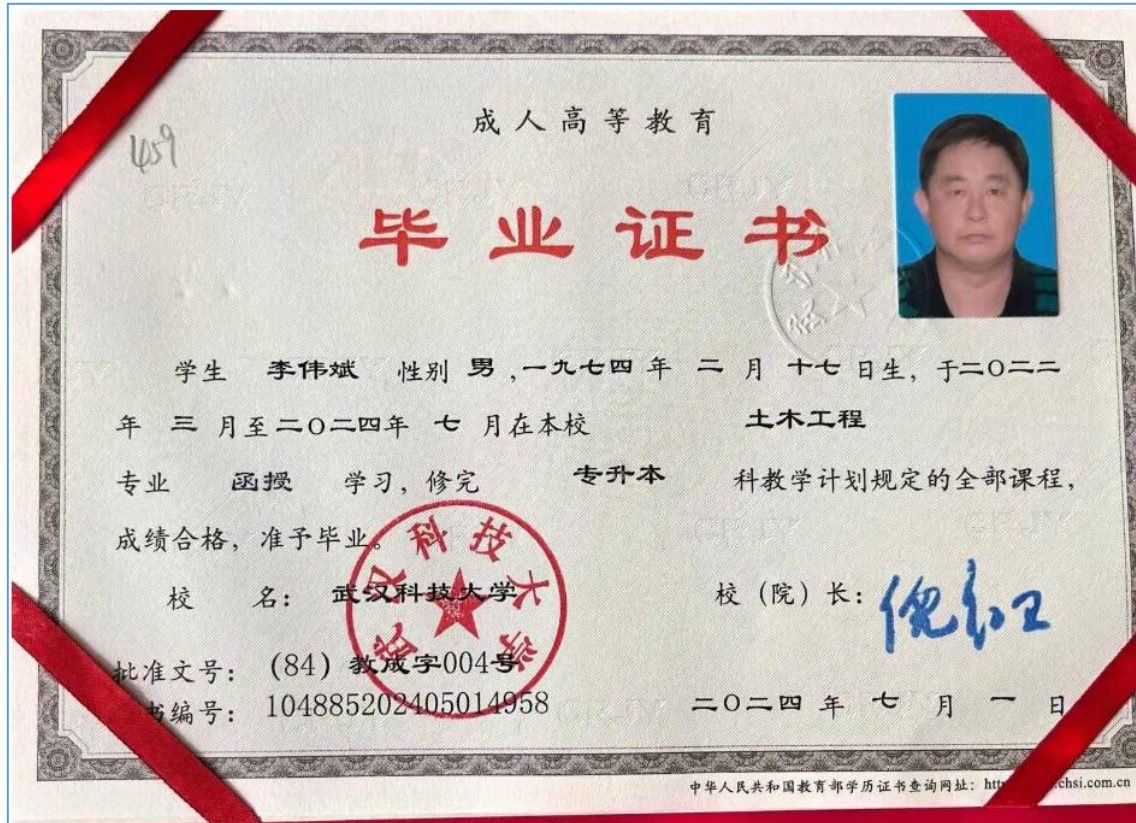 459
成人高等教育
毕业证书
学生 李伟斌 性别 男,一九七四年 二 月 十七 日生,于二〇二二
年 三 月至二〇二四年 七 月在本校 土木工程
专业 函授 学习,修完 专升本 科教学计划规定的全部课程,
成绩合格,准予毕业。
校 名: 武汉科技大学
校(院)长:
武汉科技大学
批准文号: (84)教成字004号
书编号: 104885202405014958
二〇二四 年 七 月 一 日
中华人民共和国教育部学历证书查询网址: htt chsi.com.cn